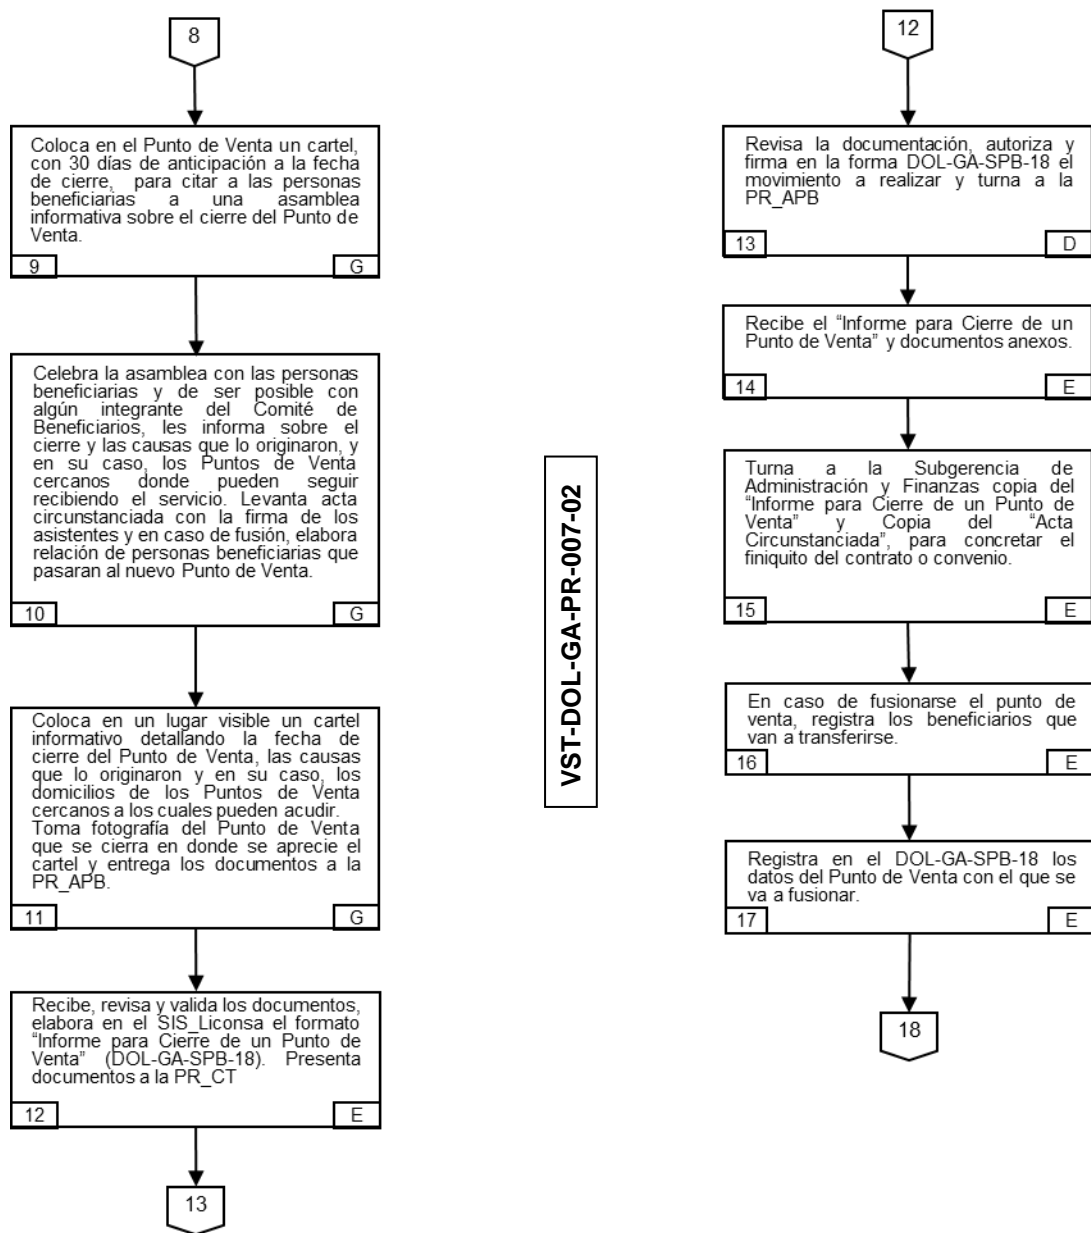 8
Coloca en el Punto de Venta un cartel,
con 30 días de anticipación a la fecha
de cierre, para citar a las personas
beneficiarias a una asamblea
informativa sobre el cierre del Punto de
Venta.
9 G
Celebra la asamblea con las personas
beneficiarias y de ser posible con
algún integrante del Comité de
Beneficiarios, les informa sobre el
cierre y las causas que lo originaron, y
en su caso, los Puntos de Venta
cercanos donde pueden seguir
recibiendo el servicio. Levanta acta
circunstanciada con la firma de los
asistentes y en caso de fusión, elabora
relación de personas beneficiarias que
pasaran al nuevo Punto de Venta.
10 G
Coloca en un lugar visible un cartel
informativo detallando la fecha de
cierre del Punto de Venta, las causas
que lo originaron y en su caso, los
domicilios de los Puntos de Venta
cercanos a los cuales pueden acudir.
Toma fotografía del Punto de Venta
que se cierra en donde se aprecie el
cartel y entrega los documentos a la
PR_APB.
11 G
Recibe, revisa y valida los documentos,
elabora en el SIS_Liconsa el formato
“Informe para Cierre de un Punto de
Venta” (DOL-GA-SPB-18). Presenta
documentos a la PR_CT
12 E
13
VST-DOL-GA-PR-007-02
12
Revisa la documentación, autoriza y
firma en la forma DOL-GA-SPB-18 el
movimiento a realizar y turna a la
PR_APB
13 D
Recibe el “Informe para Cierre de un
Punto de Venta” y documentos anexos.
14 E
Turna a la Subgerencia de
Administración y Finanzas copia del
“Informe para Cierre de un Punto de
Venta” y Copia del “Acta
Circunstanciada”, para concretar el
finiquito del contrato o convenio.
15 E
En caso de fusionarse el punto de
venta, registra los beneficiarios que
van a transferirse.
16 E
Registra en el DOL-GA-SPB-18 los
datos del Punto de Venta con el que se
va a fusionar.
17 E
18